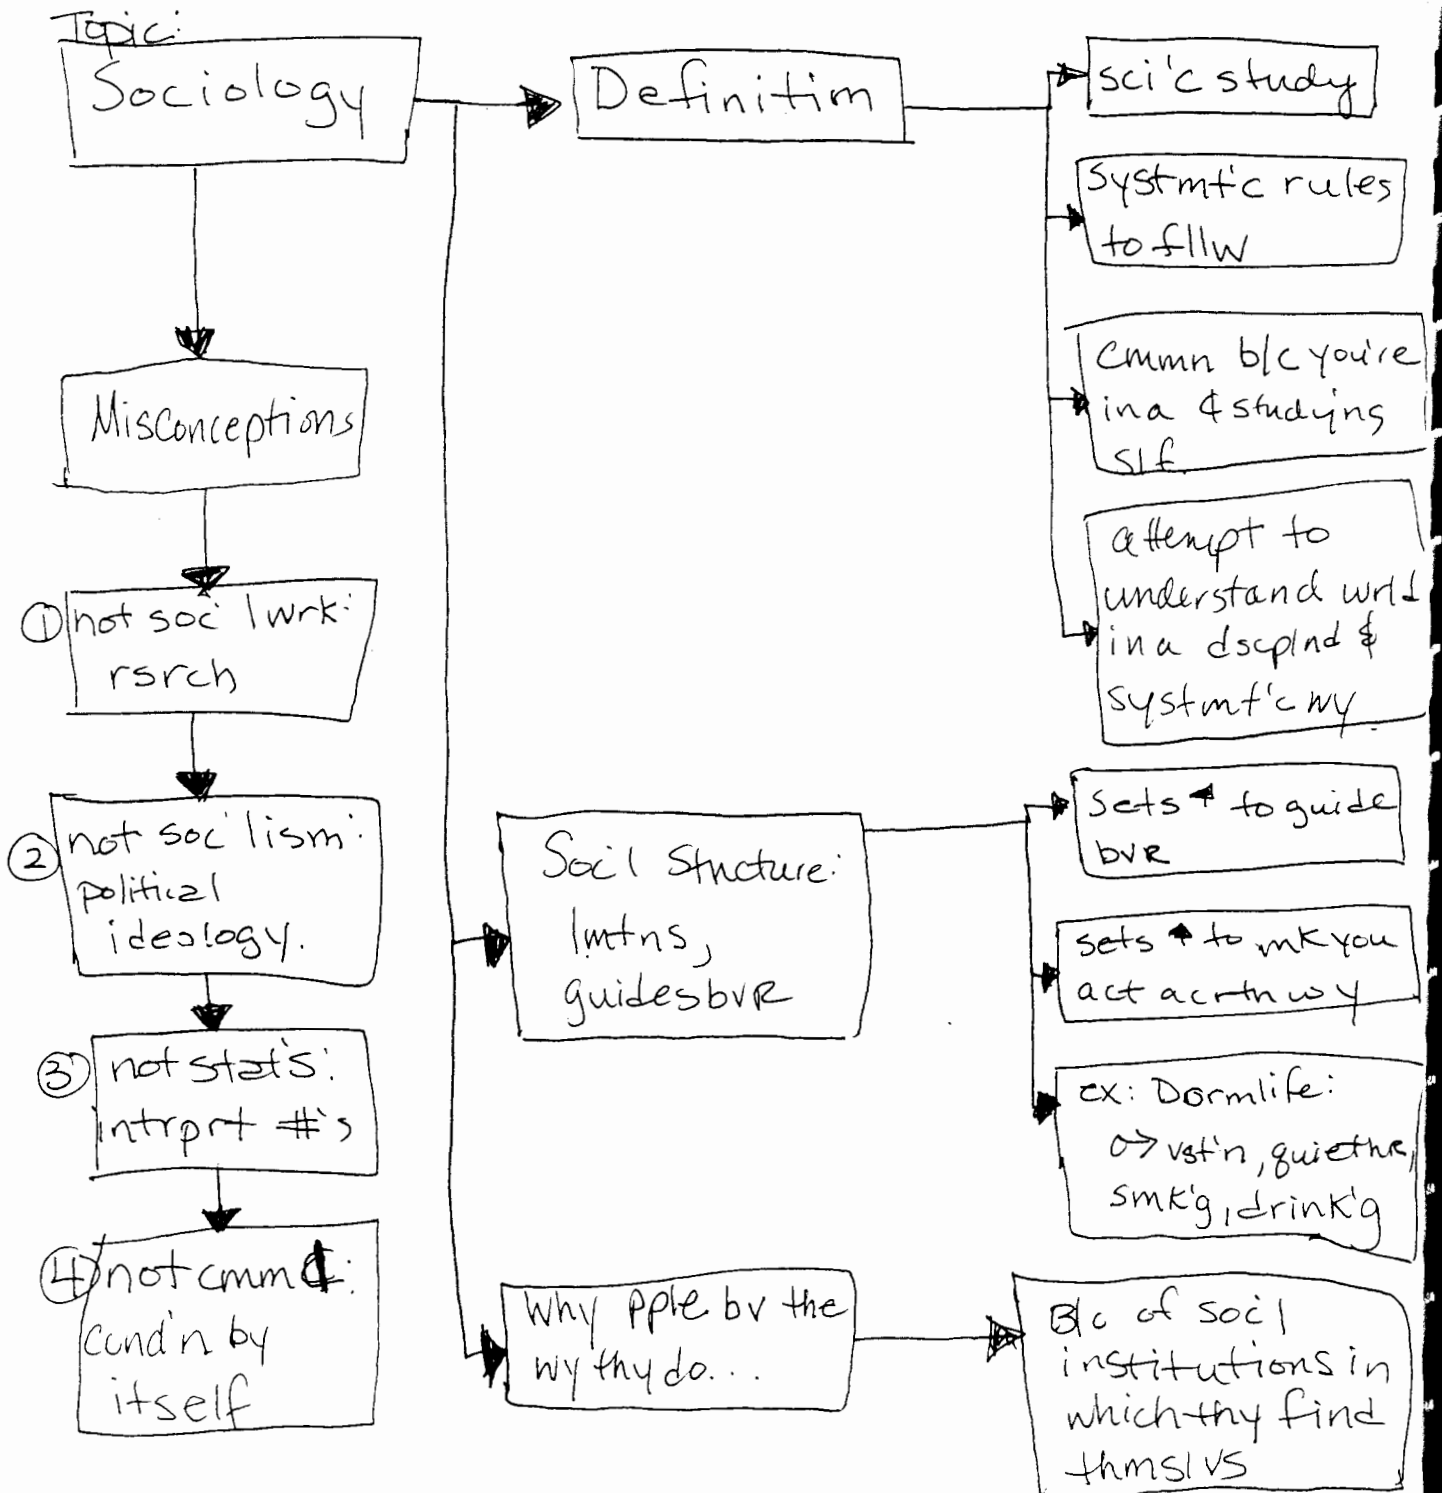 Topic:
Sociology
Definition
sci'c study
systmt'c rules
to fllw
cmmn b/c you're
in a & studying
slf.
attempt to
understand wrld
in a dscplnd &
systmt'c wy.
Misconceptions
① not soc'l wrk:
rsrch
② not soc'lism:
political
ideology.
③ not stat's:
intrprt #'s
④ not cmm
cund'n by
itself
Soc'l Structure:
lmtns,
guides bvR
sets ↑ to guide
bvR
sets ↑ to mk you
act a crtn wy
ex: Dormlife:
→ vst'n, quiet hR,
smk'g, drink'g
Why pple bv the
wy thy do...
B/c of soc'l
institutions in
which thy find
thmslvs